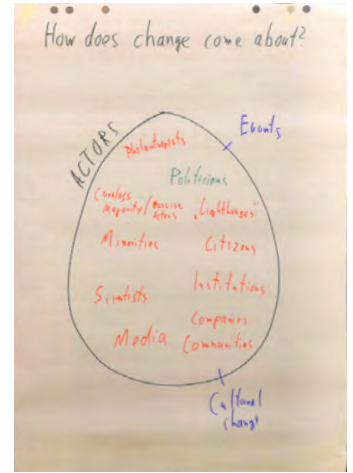 How does change come about?
ACTORS
Events
Philantropists
Politicians
Careless
majority/passive
actors
„Lighthouses"
Minorities
Citizens
Scientists
Institutions
Companies
Media
Communities
Cultural
change